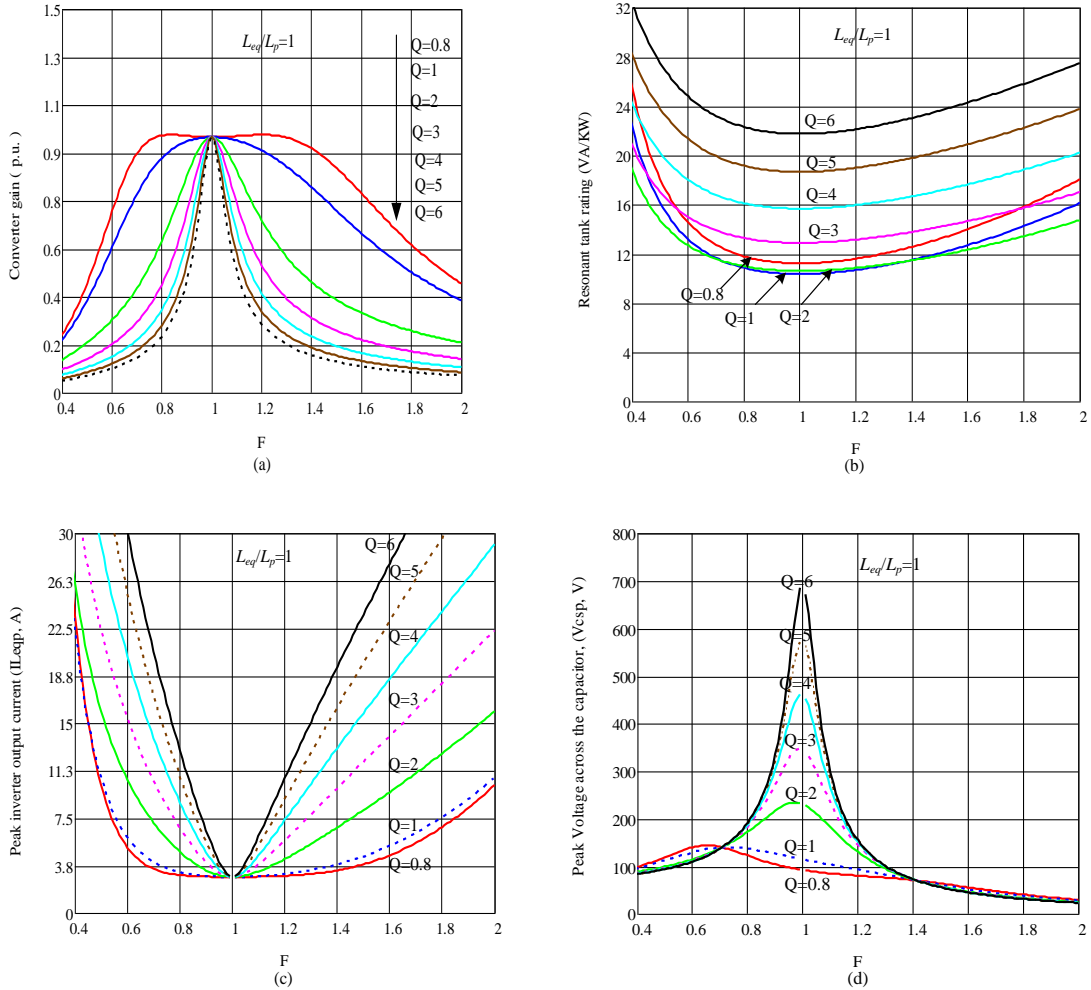 1.5
1.3
1.1
0.9
0.8
0.6
0.4
0.2
0
Converter gain ( p.u. )
Leq/Lp=1
Q=0.8
Q=1
Q=2
Q=3
Q=4
Q=5
Q=6
0.4 0.6 0.8 1 1.2 1.4 1.6 1.8 2
F
(a)
32
28
24
20
16
12
8
4
0
Resonant tank rating (VA/KW)
Leq/Lp=1
Q=6
Q=5
Q=4
Q=3
Q=0.8
Q=1
Q=2
0.4 0.6 0.8 1 1.2 1.4 1.6 1.8 2
F
(b)
30
26.3
22.5
18.8
15
11.3
7.5
3.8
0
Peak inverter output current (ILeqp, A)
Leq/Lp=1
Q=6
Q=5
Q=4
Q=3
Q=2
Q=1
Q=0.8
0.4 0.6 0.8 1 1.2 1.4 1.6 1.8 2
F
(c)
800
700
600
500
400
300
200
100
0
Peak Voltage across the capacitor, (Vcsp, V)
Leq/Lp=1
Q=6
Q=5
Q=4
Q=3
Q=2
Q=1
Q=0.8
0.4 0.6 0.8 1 1.2 1.4 1.6 1.8 2
F
(d)